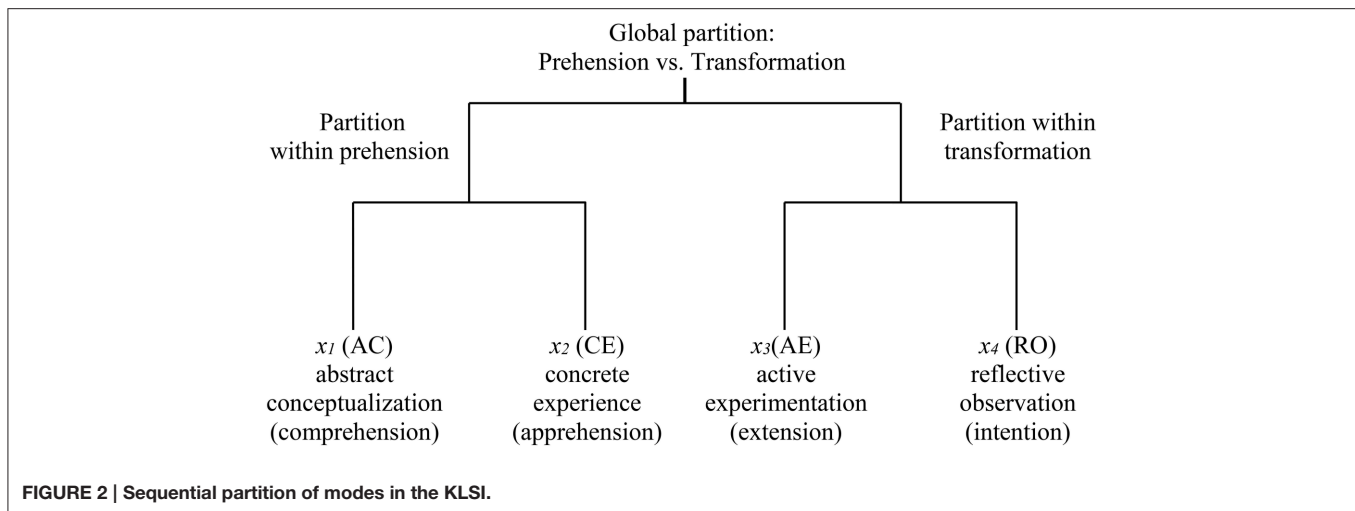 Global partition:
Prehension vs. Transformation
Partition
within prehension
Partition within
transformation
x₁ (AC)
abstract
conceptualization
(comprehension)
x₂ (CE)
concrete
experience
(apprehension)
x₃(AE)
active
experimentation
(extension)
x₄ (RO)
reflective
observation
(intention)
FIGURE 2 | Sequential partition of modes in the KLSI.